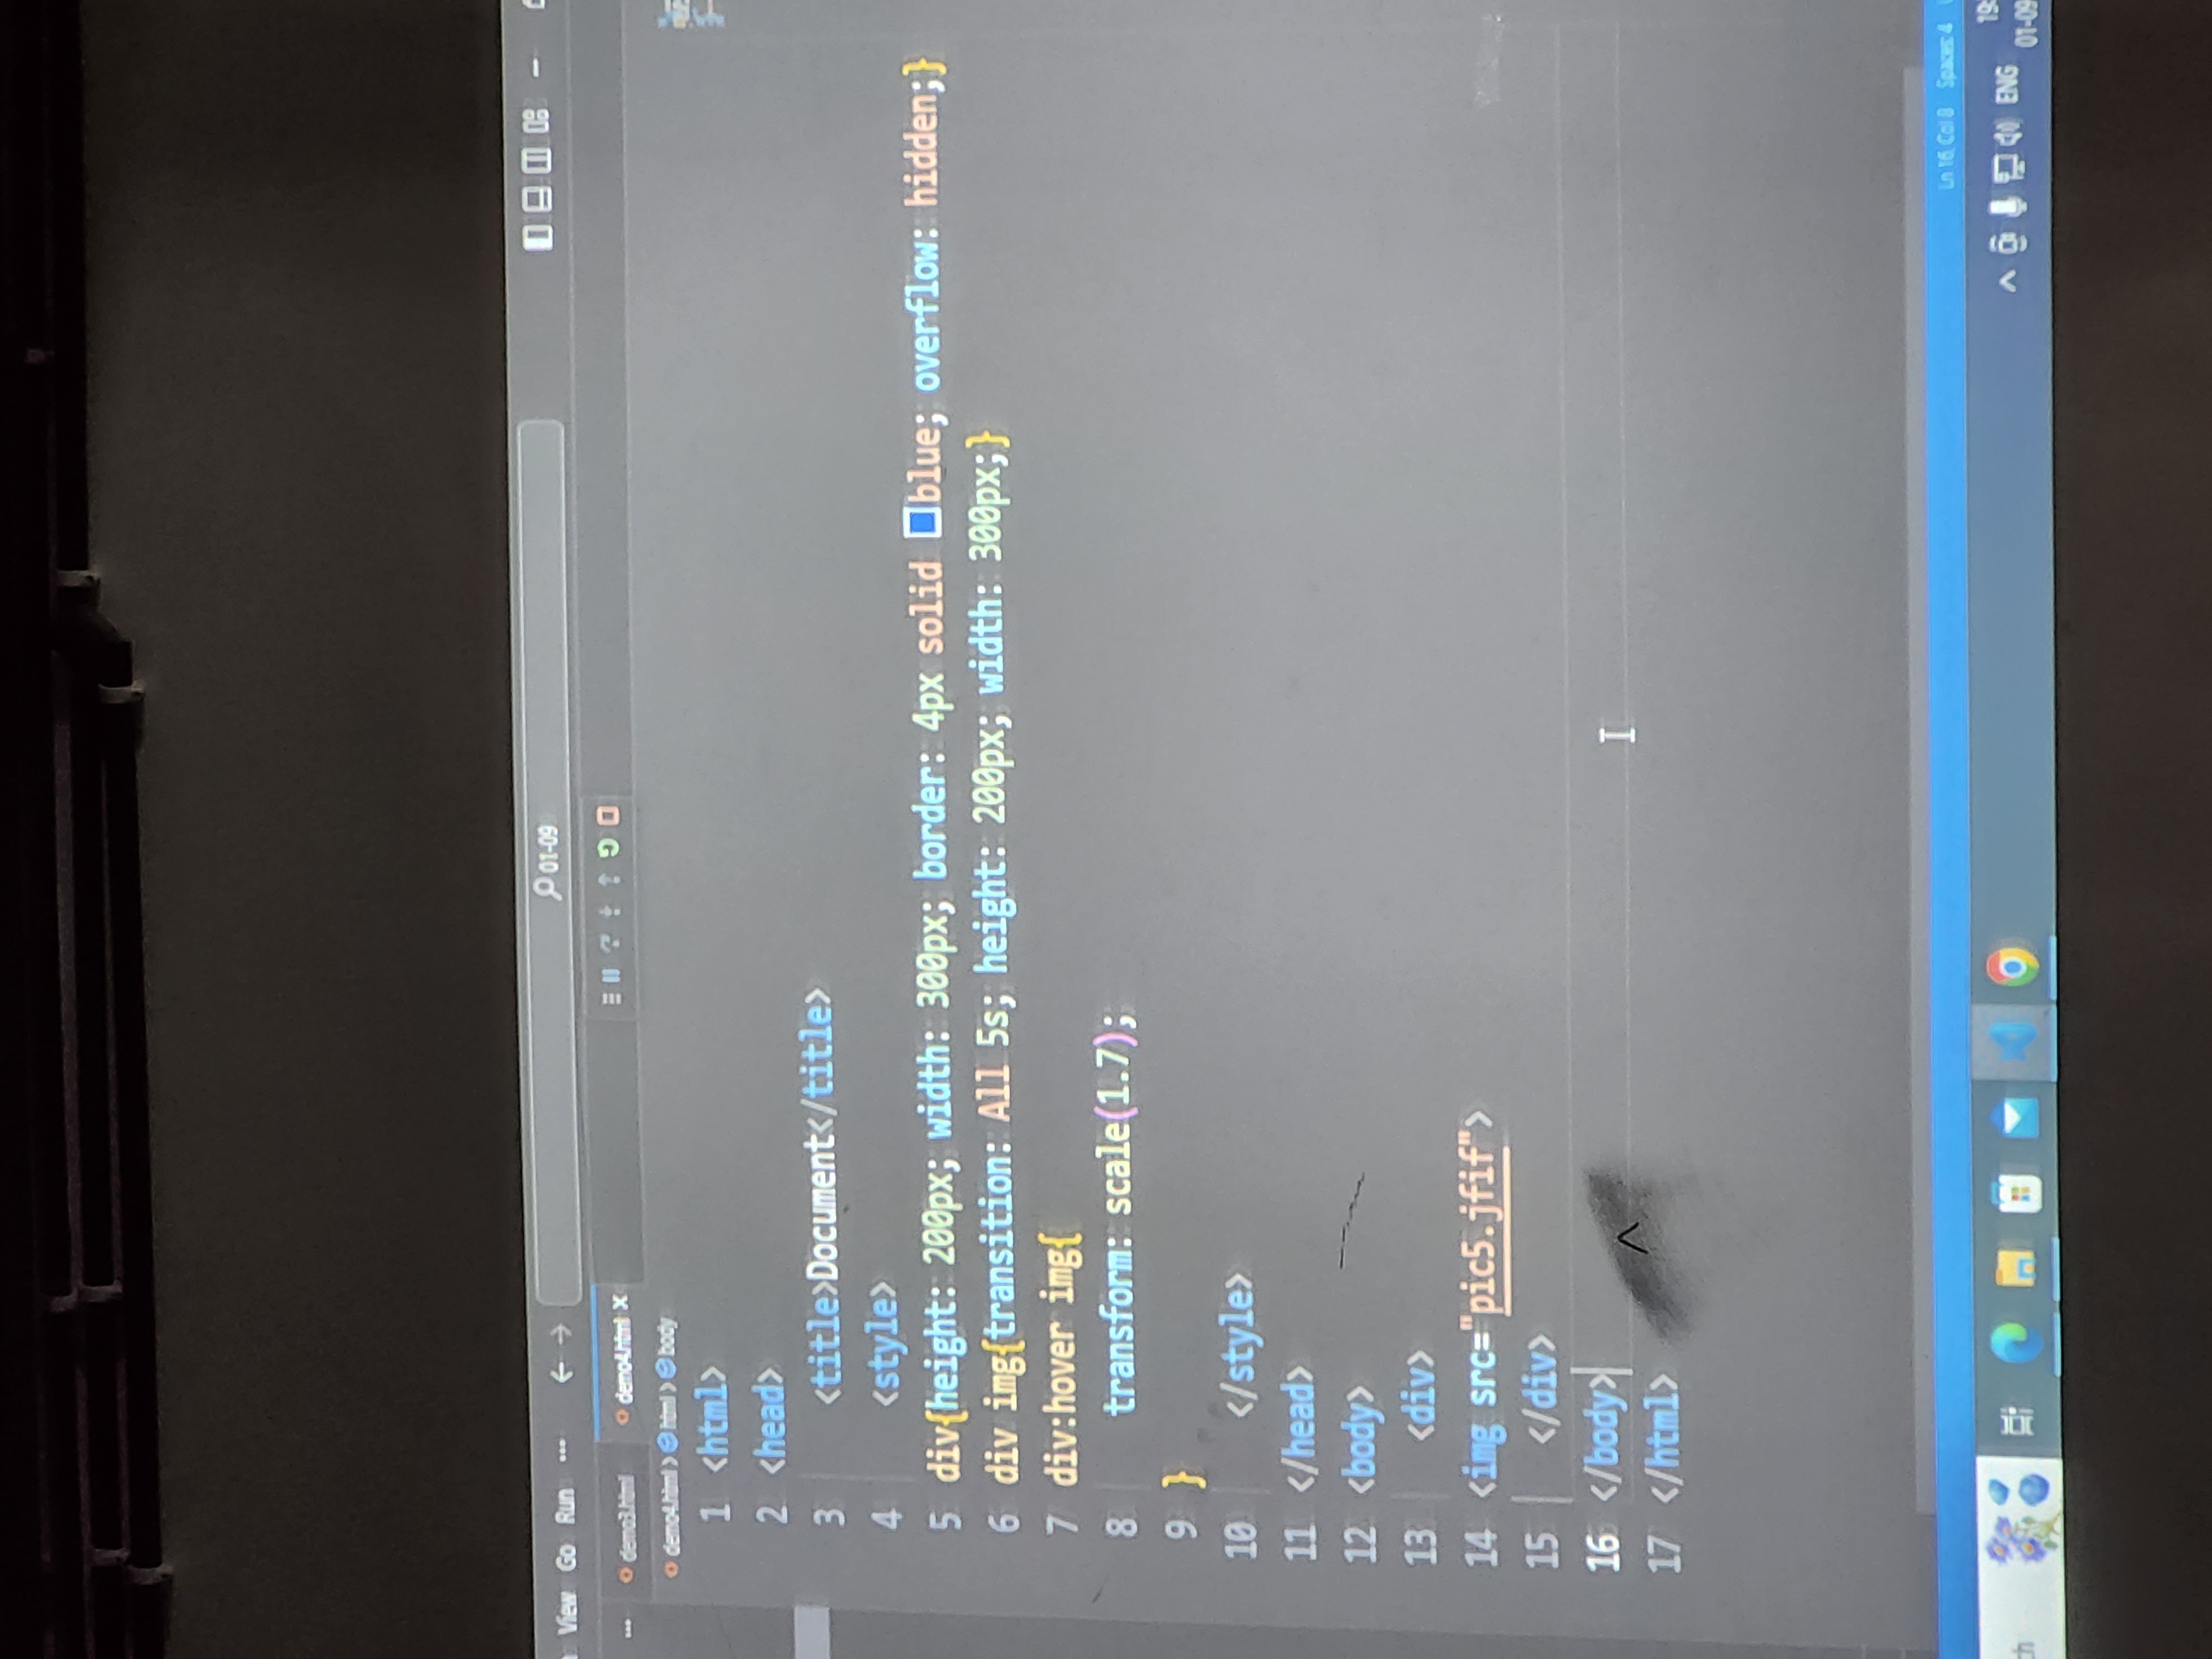 View Go Run ... ← → 01-09
... demo3.html demo4.html ×
demo4.html > html > body
1 <html>
2 <head>
3     <title>Document</title>
4     <style>
5 div{height: 200px; width: 300px; border: 4px solid blue; overflow: hidden;}
6 div img{transition: All 5s; height: 200px; width: 300px;}
7 div:hover img{
8     transform: scale(1.7);
9 }
10     </style>
11 </head>
12 <body>
13    <div>
14 <img src="pic5.jfif">
15    </div>
16 </body>
17 </html>
Ln 16, Col 8 Spaces: 4
ENG